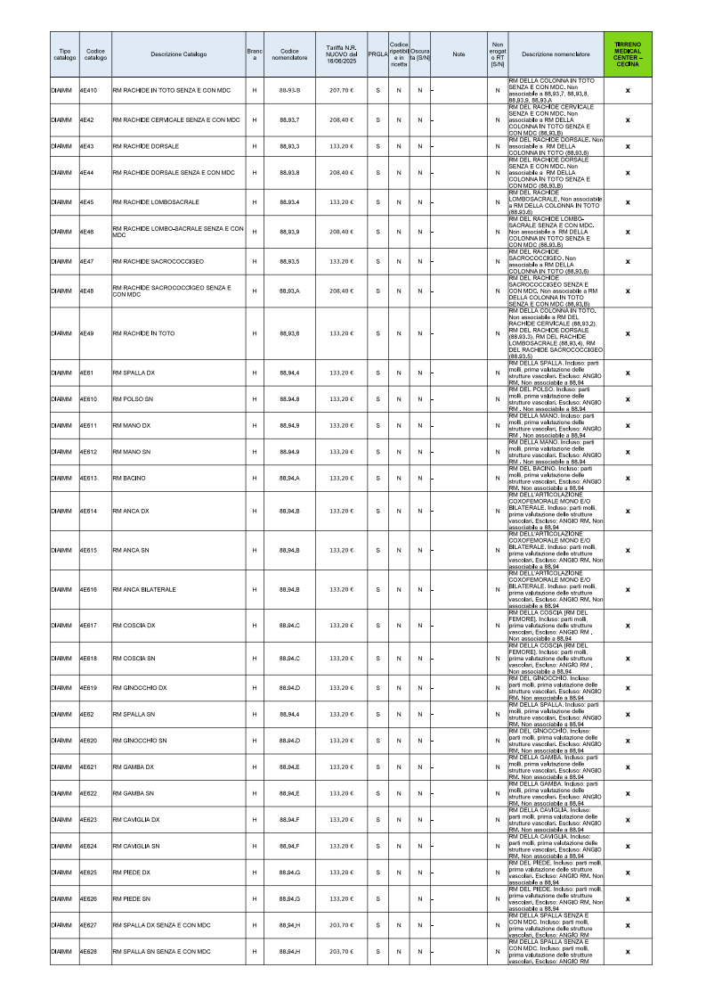 Tipo catalogo | Codice catalogo | Descrizione Catalogo | Branc a | Codice nomenclatore | Tariffa N.R. NUOVO dal 16/06/2025 | PRGLA | Codice ripetibil e in ricetta | Oscura ta [S/N] | Note | Non erogat o RT [S/N] | Descrizione nomenclatore | TIRRENO MEDICAL CENTER – CECINA
DIAIMM | 4E410 | RM RACHIDE IN TOTO SENZA E CON MDC | H | 88.93.B | 207,70 € | S | N | N | - | N | RM DELLA COLONNA IN TOTO SENZA E CON MDC. Non associabile a 88.93.7, 88.93.8, 88.93.9, 88.93.A | x
DIAIMM | 4E42 | RM RACHIDE CERVICALE SENZA E CON MDC | H | 88.93.7 | 208,40 € | S | N | N | - | N | RM DEL RACHIDE CERVICALE SENZA E CON MDC. Non associabile a RM DELLA COLONNA IN TOTO SENZA E CON MDC (88.93.B) | x
DIAIMM | 4E43 | RM RACHIDE DORSALE | H | 88.93.3 | 133,20 € | S | N | N | - | N | RM DEL RACHIDE DORSALE. Non associabile a RM DELLA COLONNA IN TOTO (88.93.6) | x
DIAIMM | 4E44 | RM RACHIDE DORSALE SENZA E CON MDC | H | 88.93.8 | 208,40 € | S | N | N | - | N | RM DEL RACHIDE DORSALE SENZA E CON MDC. Non associabile a RM DELLA COLONNA IN TOTO SENZA E CON MDC (88.93.B) | x
DIAIMM | 4E45 | RM RACHIDE LOMBOSACRALE | H | 88.93.4 | 133,20 € | S | N | N | - | N | RM DEL RACHIDE LOMBOSACRALE. Non associabile a RM DELLA COLONNA IN TOTO (88.93.6) | x
DIAIMM | 4E46 | RM RACHIDE LOMBO-SACRALE SENZA E CON MDC | H | 88.93.9 | 208,40 € | S | N | N | - | N | RM DEL RACHIDE LOMBO-SACRALE SENZA E CON MDC. Non associabile a RM DELLA COLONNA IN TOTO SENZA E CON MDC (88.93.B) | x
DIAIMM | 4E47 | RM RACHIDE SACROCOCCIGEO | H | 88.93.5 | 133,20 € | S | N | N | - | N | RM DEL RACHIDE SACROCOCCIGEO. Non associabile a RM DELLA COLONNA IN TOTO (88.93.6) | x
DIAIMM | 4E48 | RM RACHIDE SACROCOCCIGEO SENZA E CON MDC | H | 88.93.A | 208,40 € | S | N | N | - | N | RM DEL RACHIDE SACROCOCCIGEO SENZA E CON MDC. Non associabile a RM DELLA COLONNA IN TOTO SENZA E CON MDC (88.93.B) | x
DIAIMM | 4E49 | RM RACHIDE IN TOTO | H | 88.93.6 | 133,20 € | S | N | N | - | N | RM DELLA COLONNA IN TOTO. Non associabile a RM DEL RACHIDE CERVICALE (88.93.2), RM DEL RACHIDE DORSALE (88.93.3), RM DEL RACHIDE LOMBOSACRALE (88.93.4), RM DEL RACHIDE SACROCOCCIGEO (88.93.5) | x
DIAIMM | 4E61 | RM SPALLA DX | H | 88.94.4 | 133,20 € | S | N | N | - | N | RM DELLA SPALLA. Incluso: parti molli, prima valutazione delle strutture vascolari. Escluso: ANGIO RM. Non associabile a 88.94 | x
DIAIMM | 4E610 | RM POLSO SN | H | 88.94.8 | 133,20 € | S | N | N | - | N | RM DEL POLSO. Incluso: parti molli, prima valutazione delle strutture vascolari. Escluso: ANGIO RM . Non associabile a 88.94 | x
DIAIMM | 4E611 | RM MANO DX | H | 88.94.9 | 133,20 € | S | N | N | - | N | RM DELLA MANO. Incluso: parti molli, prima valutazione delle strutture vascolari. Escluso: ANGIO RM . Non associabile a 88.94 | x
DIAIMM | 4E612 | RM MANO SN | H | 88.94.9 | 133,20 € | S | N | N | - | N | RM DELLA MANO. Incluso: parti molli, prima valutazione delle strutture vascolari. Escluso: ANGIO RM . Non associabile a 88.94 | x
DIAIMM | 4E613 | RM BACINO | H | 88.94.A | 133,20 € | S | N | N | - | N | RM DEL BACINO. Incluso: parti molli, prima valutazione delle strutture vascolari. Escluso: ANGIO RM. Non associabile a 88.94 | x
DIAIMM | 4E614 | RM ANCA DX | H | 88.94.B | 133,20 € | S | N | N | - | N | RM DELL'ARTICOLAZIONE COXOFEMORALE MONO E/O BILATERALE. Incluso: parti molli, prima valutazione delle strutture vascolari. Escluso: ANGIO RM. Non associabile a 88.94 | x
DIAIMM | 4E615 | RM ANCA SN | H | 88.94.B | 133,20 € | S | N | N | - | N | RM DELL'ARTICOLAZIONE COXOFEMORALE MONO E/O BILATERALE. Incluso: parti molli, prima valutazione delle strutture vascolari. Escluso: ANGIO RM. Non associabile a 88.94 | x
DIAIMM | 4E616 | RM ANCA BILATERALE | H | 88.94.B | 133,20 € | S | N | N | - | N | RM DELL'ARTICOLAZIONE COXOFEMORALE MONO E/O BILATERALE. Incluso: parti molli, prima valutazione delle strutture vascolari. Escluso: ANGIO RM. Non associabile a 88.94 | x
DIAIMM | 4E617 | RM COSCIA DX | H | 88.94.C | 133,20 € | S | N | N | - | N | RM DELLA COSCIA [RM DEL FEMORE]. Incluso: parti molli, prima valutazione delle strutture vascolari. Escluso: ANGIO RM . Non associabile a 88.94 | x
DIAIMM | 4E618 | RM COSCIA SN | H | 88.94.C | 133,20 € | S | N | N | - | N | RM DELLA COSCIA [RM DEL FEMORE]. Incluso: parti molli, prima valutazione delle strutture vascolari. Escluso: ANGIO RM . Non associabile a 88.94 | x
DIAIMM | 4E619 | RM GINOCCHIO DX | H | 88.94.D | 133,20 € | S | N | N | - | N | RM DEL GINOCCHIO. Incluso: parti molli, prima valutazione delle strutture vascolari. Escluso: ANGIO RM. Non associabile a 88.94 | x
DIAIMM | 4E62 | RM SPALLA SN | H | 88.94.4 | 133,20 € | S | N | N | - | N | RM DELLA SPALLA. Incluso: parti molli, prima valutazione delle strutture vascolari. Escluso: ANGIO RM. Non associabile a 88.94 | x
DIAIMM | 4E620 | RM GINOCCHIO SN | H | 88.94.D | 133,20 € | S | N | N | - | N | RM DEL GINOCCHIO. Incluso: parti molli, prima valutazione delle strutture vascolari. Escluso: ANGIO RM. Non associabile a 88.94 | x
DIAIMM | 4E621 | RM GAMBA DX | H | 88.94.E | 133,20 € | S | N | N | - | N | RM DELLA GAMBA. Incluso: parti molli, prima valutazione delle strutture vascolari. Escluso: ANGIO RM. Non associabile a 88.94 | x
DIAIMM | 4E622 | RM GAMBA SN | H | 88.94.E | 133,20 € | S | N | N | - | N | RM DELLA GAMBA. Incluso: parti molli, prima valutazione delle strutture vascolari. Escluso: ANGIO RM. Non associabile a 88.94 | x
DIAIMM | 4E623 | RM CAVIGLIA DX | H | 88.94.F | 133,20 € | S | N | N | - | N | RM DELLA CAVIGLIA. Incluso: parti molli, prima valutazione delle strutture vascolari. Escluso: ANGIO RM. Non associabile a 88.94 | x
DIAIMM | 4E624 | RM CAVIGLIA SN | H | 88.94.F | 133,20 € | S | N | N | - | N | RM DELLA CAVIGLIA. Incluso: parti molli, prima valutazione delle strutture vascolari. Escluso: ANGIO RM. Non associabile a 88.94 | x
DIAIMM | 4E625 | RM PIEDE DX | H | 88.94.G | 133,20 € | S | N | N | - | N | RM DEL PIEDE. Incluso: parti molli, prima valutazione delle strutture vascolari. Escluso: ANGIO RM. Non associabile a 88.94 | x
DIAIMM | 4E626 | RM PIEDE SN | H | 88.94.G | 133,20 € | S | | N | - | N | RM DEL PIEDE. Incluso: parti molli, prima valutazione delle strutture vascolari. Escluso: ANGIO RM. Non associabile a 88.94 | x
DIAIMM | 4E627 | RM SPALLA DX SENZA E CON MDC | H | 88.94.H | 203,70 € | S | N | N | - | N | RM DELLA SPALLA SENZA E CON MDC. Incluso: parti molli, prima valutazione delle strutture vascolari. Escluso: ANGIO RM | x
DIAIMM | 4E628 | RM SPALLA SN SENZA E CON MDC | H | 88.94.H | 203,70 € | S | N | N | - | N | RM DELLA SPALLA SENZA E CON MDC. Incluso: parti molli, prima valutazione delle strutture vascolari. Escluso: ANGIO RM | x